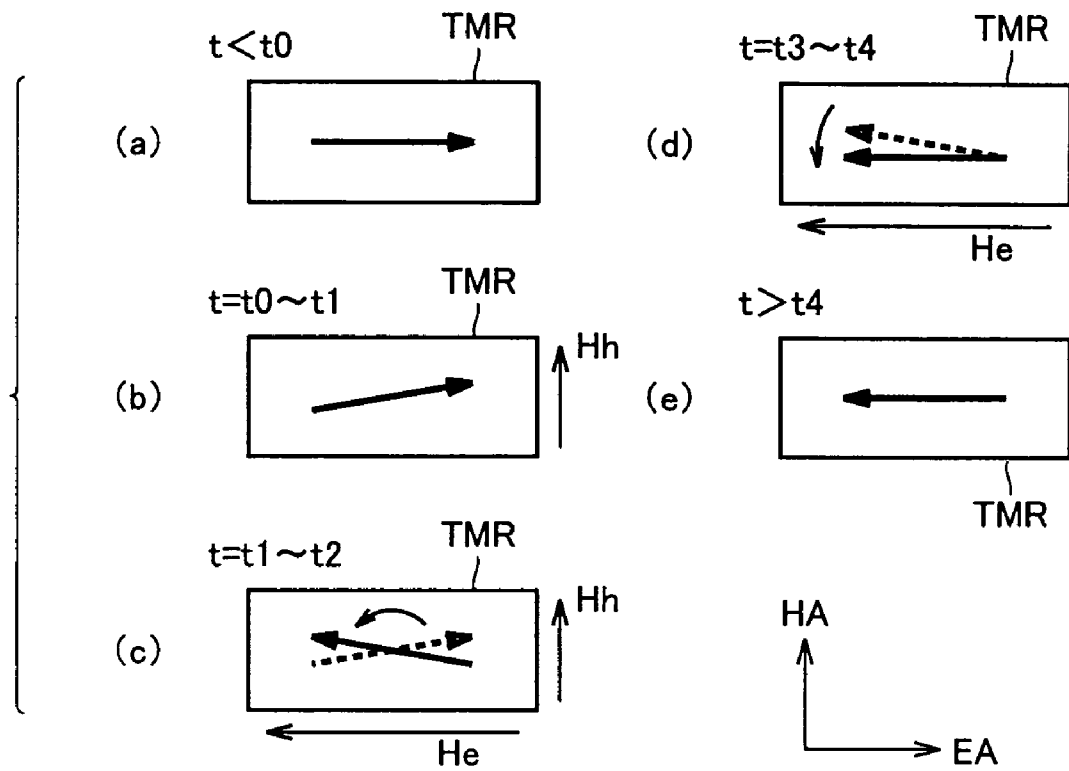 t<t0
TMR
(a)
t=t0～t1
TMR
Hh
(b)
t=t1～t2
TMR
Hh
(c)
He
t=t3～t4
TMR
(d)
He
t>t4
(e)
TMR
HA
EA